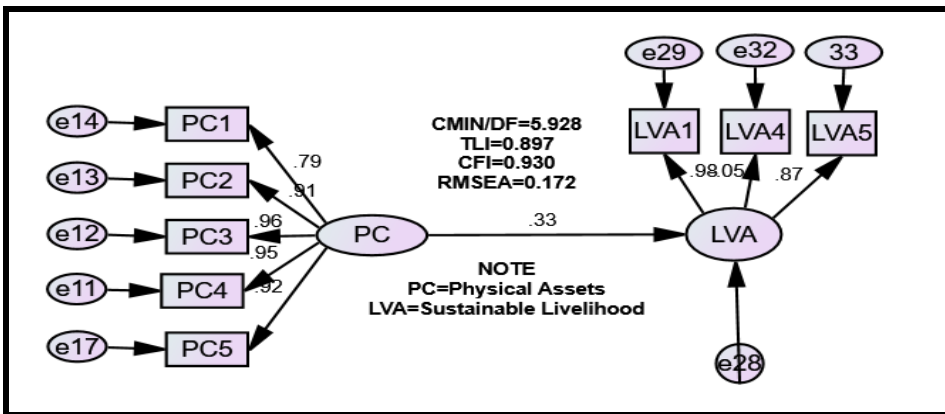 e29
e32
33
LVA1
LVA4
LVA5
e14
PC1
e13
PC2
e12
PC3
e11
PC4
e17
PC5
.79
.91
.96
.95
.92
CMIN/DF=5.928
TLI=0.897
CFI=0.930
RMSEA=0.172
PC
.33
LVA
.98
.05
.87
NOTE
PC=Physical Assets
LVA=Sustainable Livelihood
e28